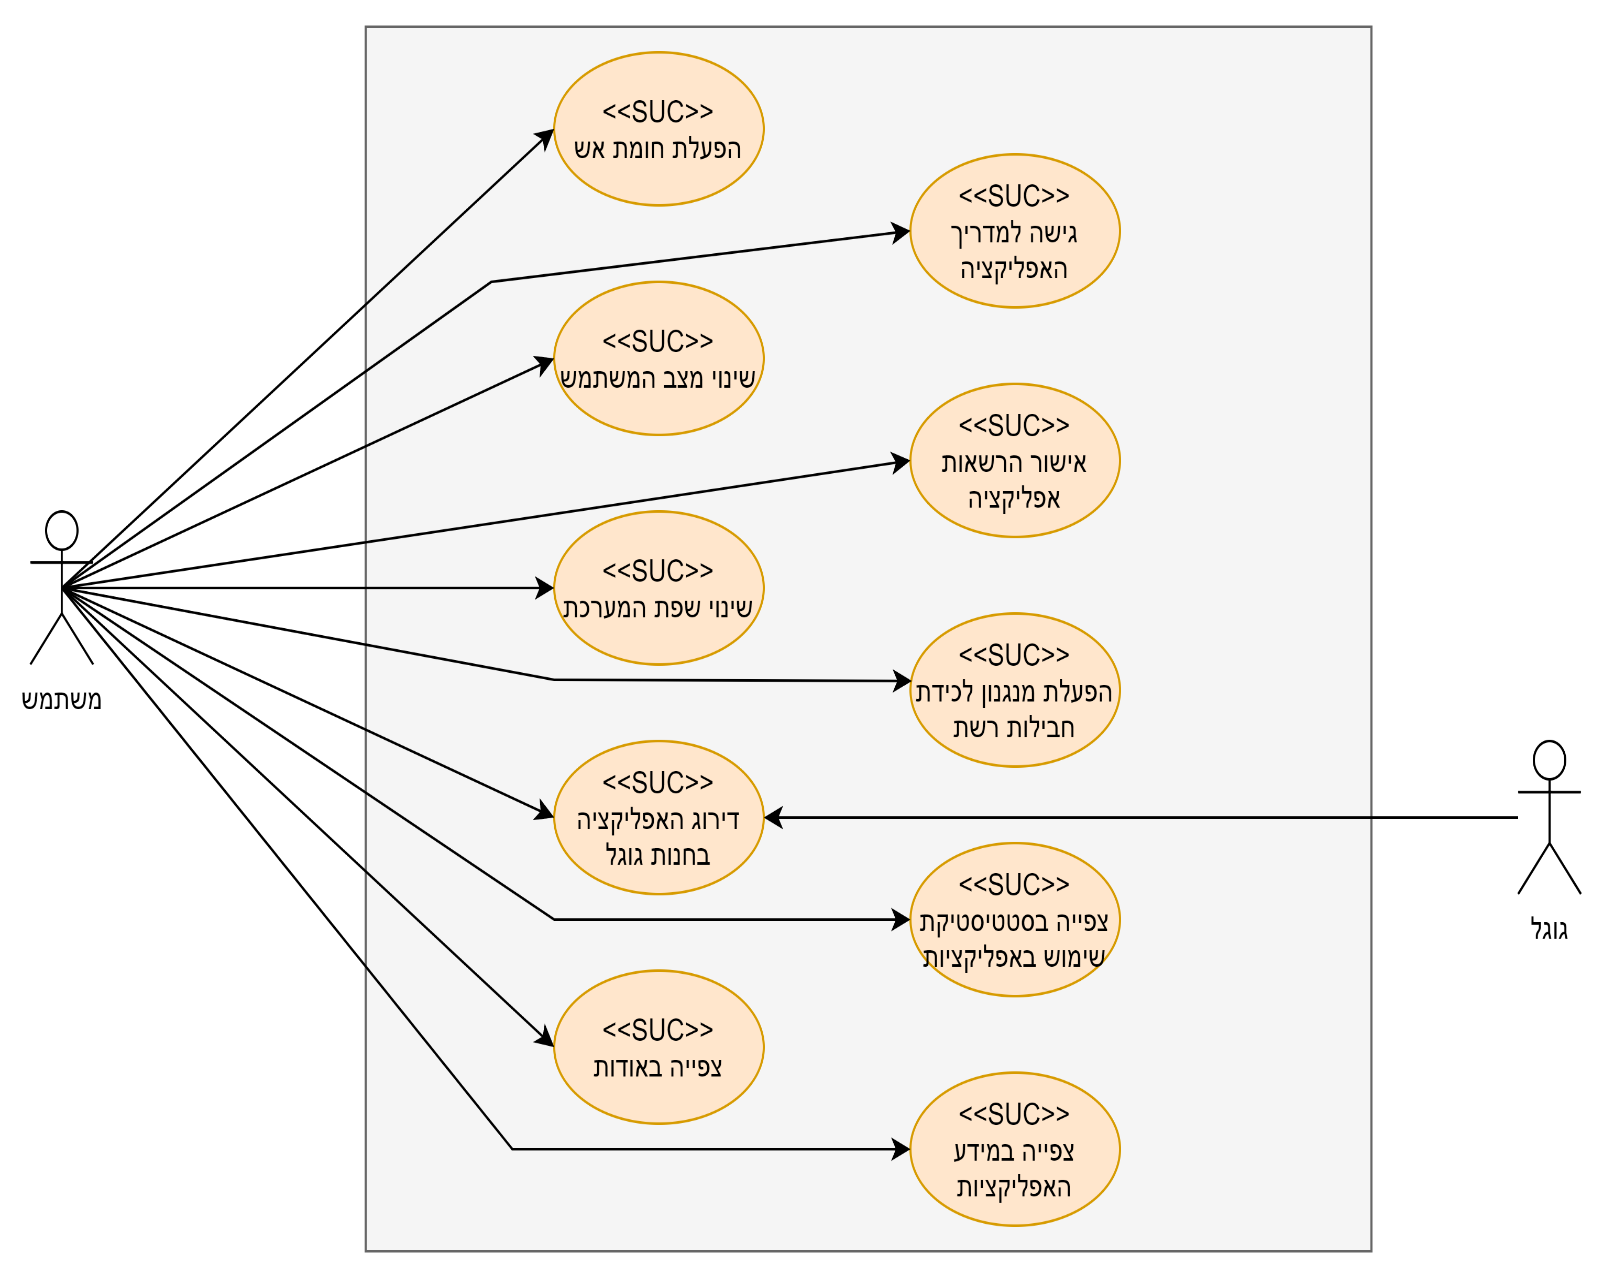 <<SUC>>
הפעלת חומת אש
<<SUC>>
גישה למדריך
האפליקציה
<<SUC>>
שינוי מצב המשתמש
<<SUC>>
אישור הרשאות
אפליקציה
<<SUC>>
שינוי שפת המערכת
<<SUC>>
הפעלת מנגנון לכידת
חבילות רשת
משתמש
<<SUC>>
דירוג האפליקציה
בחנות גוגל
<<SUC>>
צפייה בסטטיסטיקת
שימוש באפליקציות
גוגל
<<SUC>>
צפייה באודות
<<SUC>>
צפייה במידע
האפליקציות